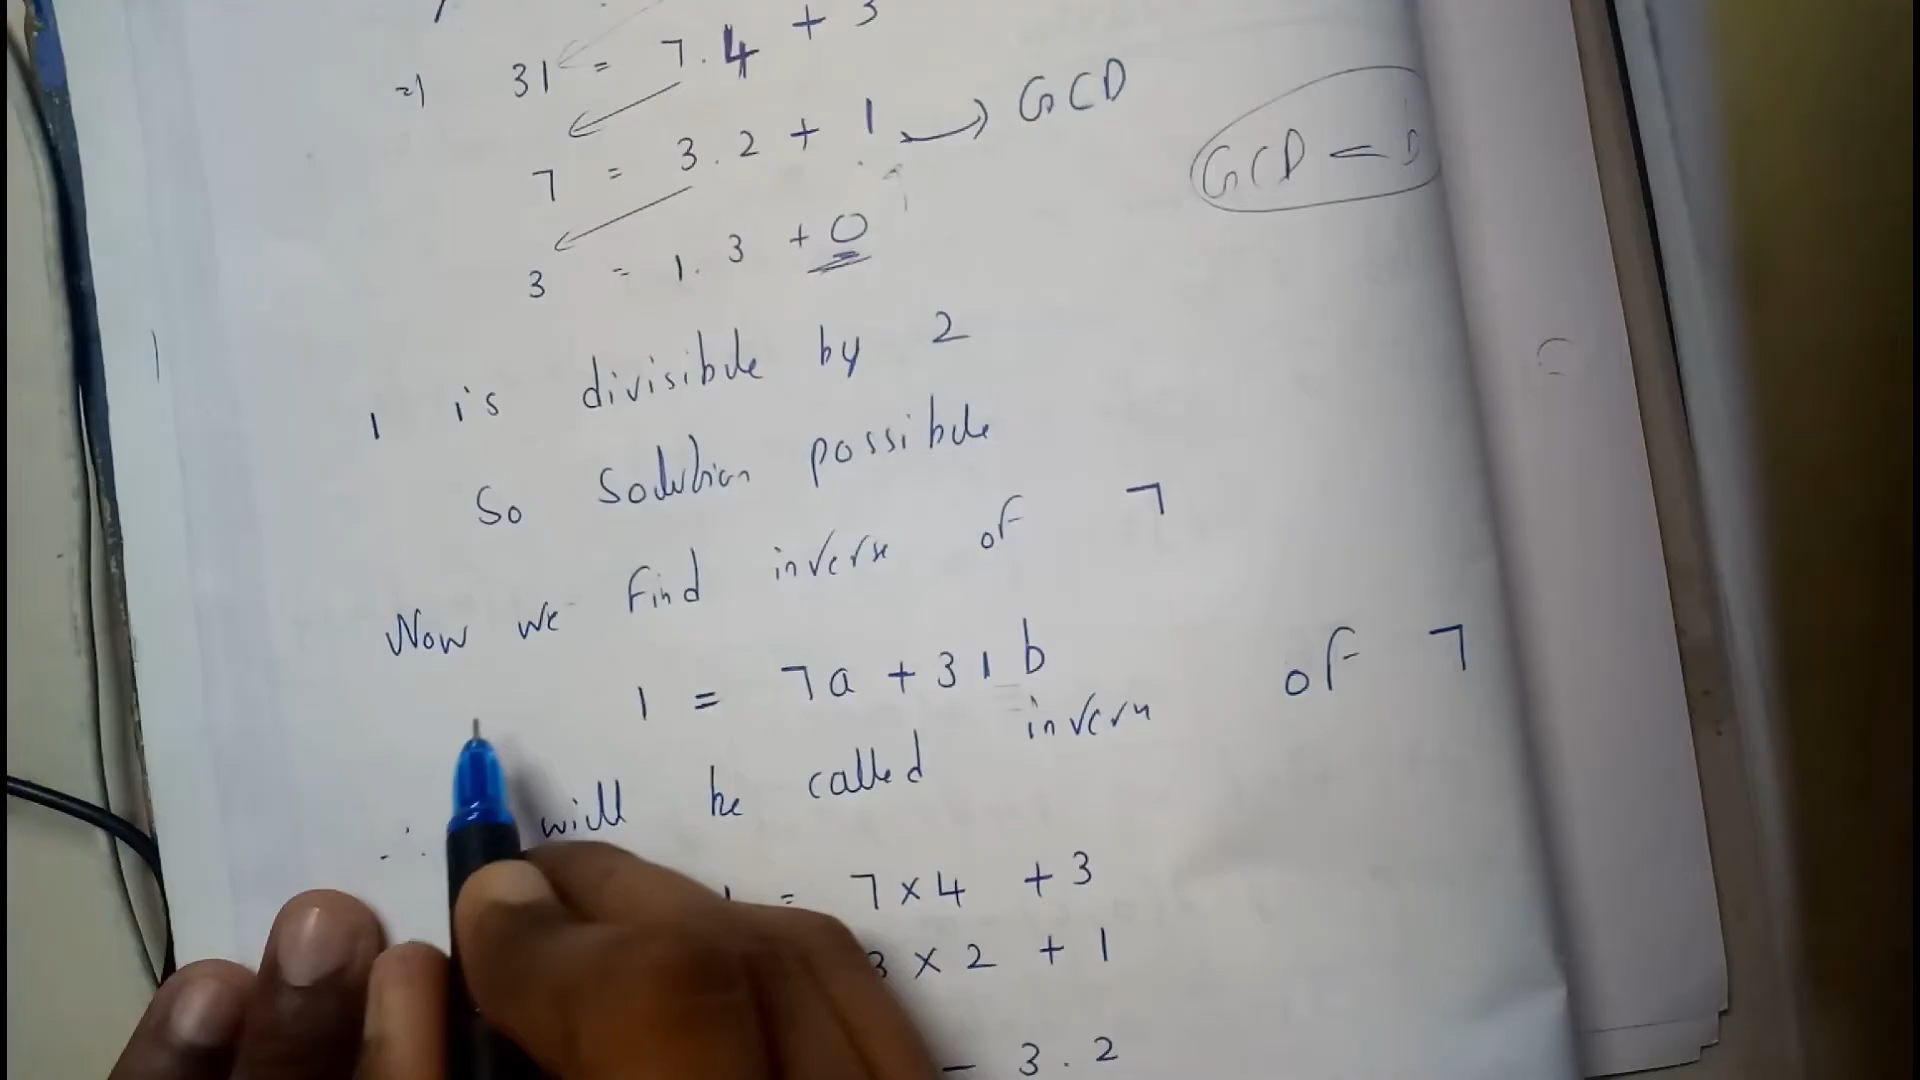 =) 31 = 7.4 + 3
7 = 3.2 + 1 → GCD
GCD = 1
3 = 1.3 + 0
1 is divisible by 2
So solution possible
Now we find inverse of 7
1 = 7a + 31b
will be called inverse of 7
= 7 x 4 + 3
3 x 2 + 1
- 3.2